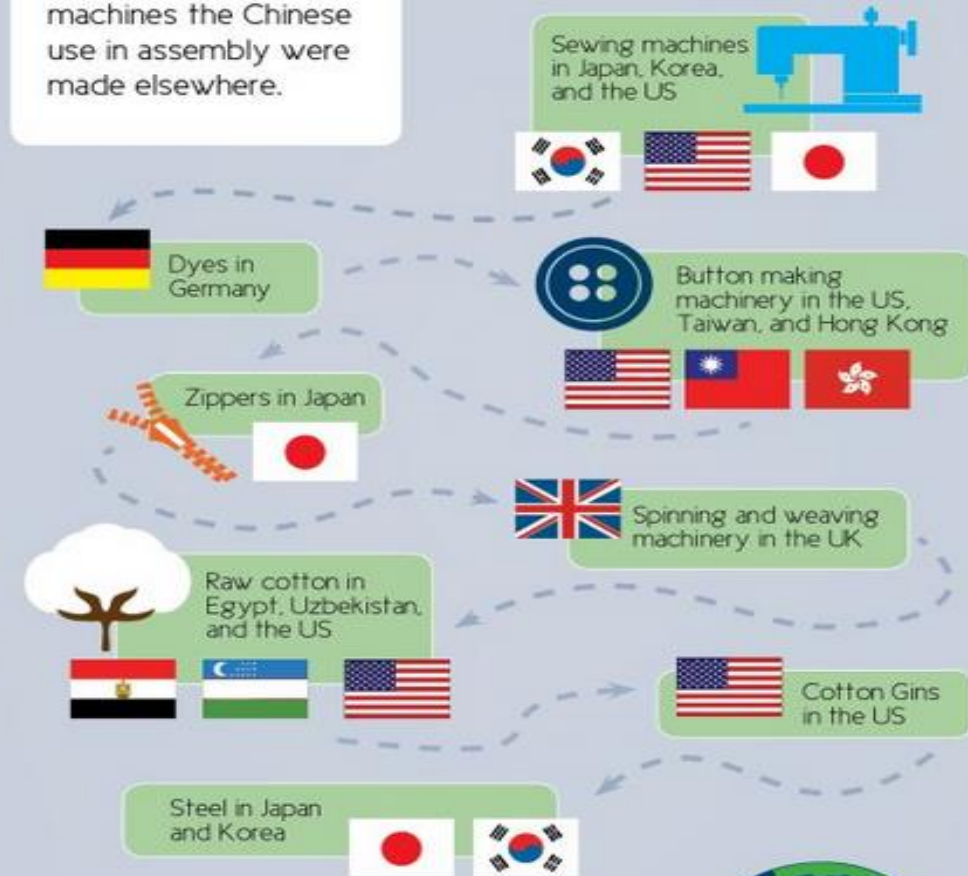 machines the Chinese
use in assembly were
made elsewhere.
Sewing machines
in Japan, Korea,
and the US
Dyes in
Germany
Button making
machinery in the US,
Taiwan, and Hong Kong
Zippers in Japan
Spinning and weaving
machinery in the UK
Raw cotton in
Egypt, Uzbekistan,
and the US
Cotton Gins
in the US
Steel in Japan
and Korea